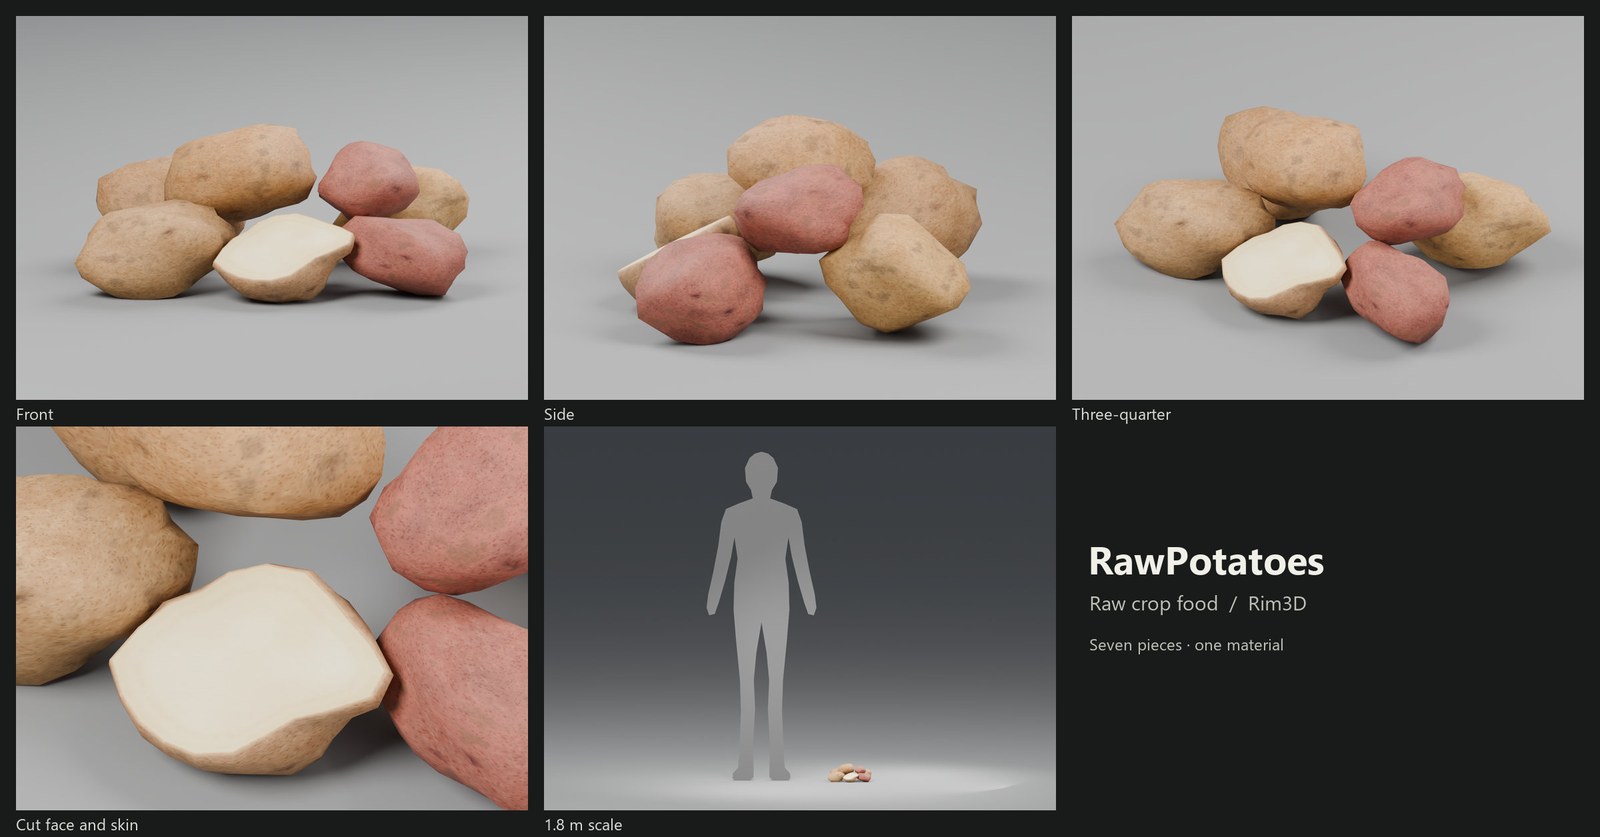 Front
Side
Three-quarter
Cut face and skin
1.8 m scale
RawPotatoes
Raw crop food / Rim3D
Seven pieces · one material